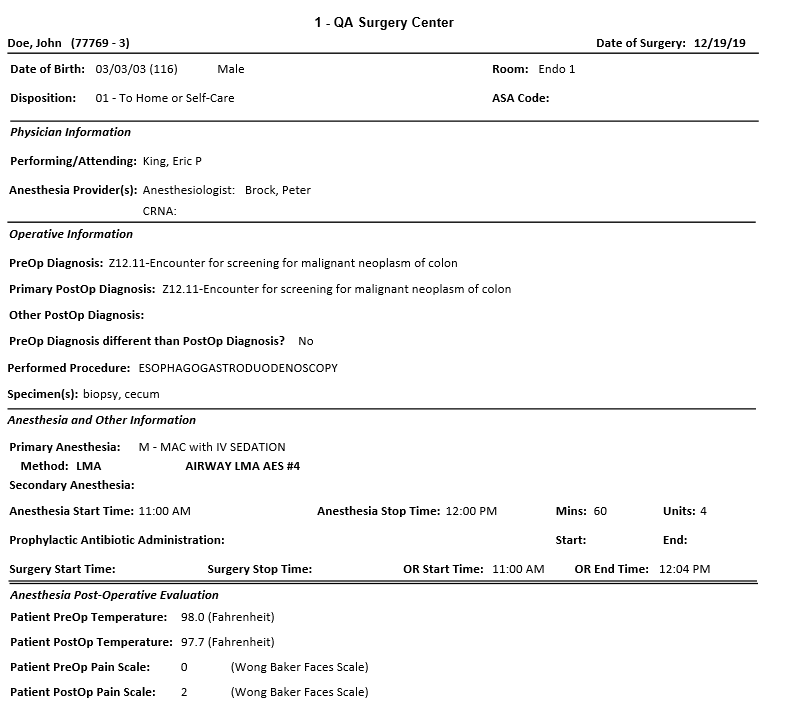 1 - QA Surgery Center
Doe, John (77769 - 3) Date of Surgery: 12/19/19
Date of Birth: 03/03/03 (116) Male Room: Endo 1
Disposition: 01 - To Home or Self-Care ASA Code:
Physician Information
Performing/Attending: King, Eric P
Anesthesia Provider(s): Anesthesiologist: Brock, Peter
CRNA:
Operative Information
PreOp Diagnosis: Z12.11-Encounter for screening for malignant neoplasm of colon
Primary PostOp Diagnosis: Z12.11-Encounter for screening for malignant neoplasm of colon
Other PostOp Diagnosis:
PreOp Diagnosis different than PostOp Diagnosis? No
Performed Procedure: ESOPHAGOGASTRODUODENOSCOPY
Specimen(s): biopsy, cecum
Anesthesia and Other Information
Primary Anesthesia: M - MAC with IV SEDATION
Method: LMA AIRWAY LMA AES #4
Secondary Anesthesia:
Anesthesia Start Time: 11:00 AM Anesthesia Stop Time: 12:00 PM Mins: 60 Units: 4
Prophylactic Antibiotic Administration: Start: End:
Surgery Start Time: Surgery Stop Time: OR Start Time: 11:00 AM OR End Time: 12:04 PM
Anesthesia Post-Operative Evaluation
Patient PreOp Temperature: 98.0 (Fahrenheit)
Patient PostOp Temperature: 97.7 (Fahrenheit)
Patient PreOp Pain Scale: 0 (Wong Baker Faces Scale)
Patient PostOp Pain Scale: 2 (Wong Baker Faces Scale)